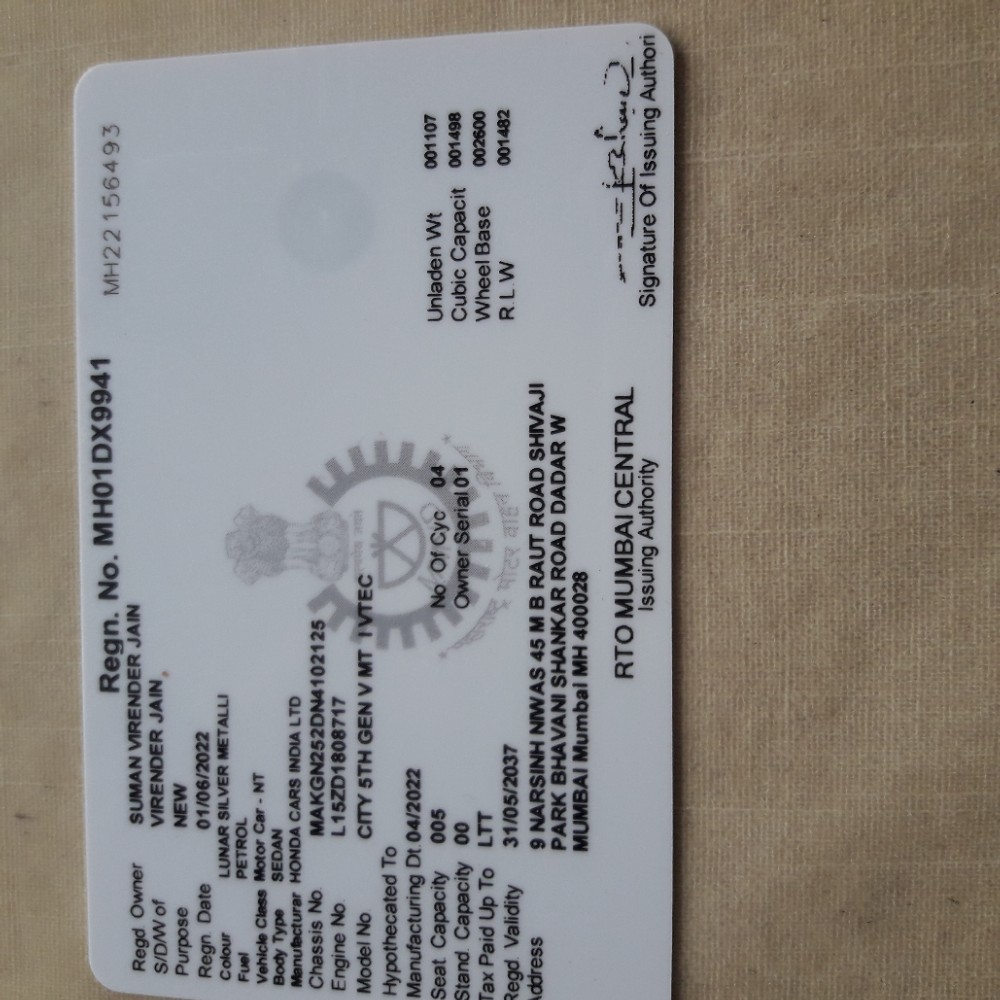 MH22156493
Regn. No. MH01DX9941
Regd Owner SUMAN VIRENDER JAIN
S/D/W of VIRENDER JAIN
Purpose NEW
Regn Date 01/06/2022
Colour LUNAR SILVER METALLI
Fuel PETROL
Vehicle Class Motor Car - NT
Body Type SEDAN
Manufacturar HONDA CARS INDIA LTD
Chassis No. MAKGN252DN4102125
Engine No. L15ZD1808717
Model No CITY 5TH GEN V MT I VTEC
Hypothecated To
Manufacturing Dt. 04/2022
Seat Capacity 005 No Of Cyc 04 Unladen Wt 001107
Stand. Capacity 00 Owner Serial 01 Cubic Capacit 001498
Tax Paid Up To LTT Wheel Base 002600
Regd. Validity 31/05/2037 R.L.W 001482
Address 9 NARSINH NIWAS 45 M B RAUT ROAD SHIVAJI
PARK BHAVANI SHANKAR ROAD DADAR W
MUMBAI Mumbai MH 400028
RTO MUMBAI CENTRAL
Issuing Authority
Signature Of Issuing Authori